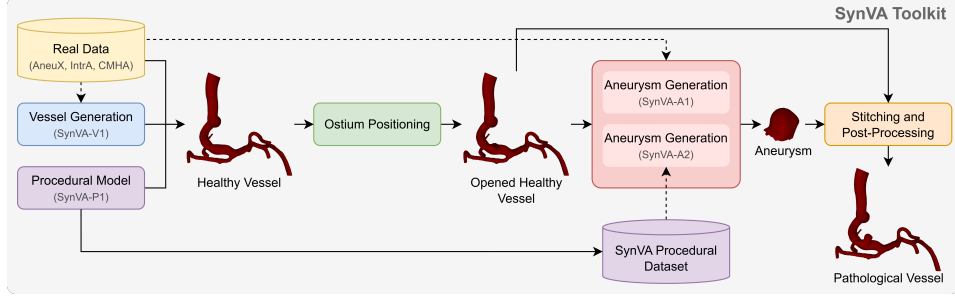 SynVA Toolkit
Real Data
(AneuX, IntrA, CMHA)
Vessel Generation
(SynVA-V1)
Procedural Model
(SynVA-P1)
Healthy Vessel
Ostium Positioning
Opened Healthy
Vessel
Aneurysm Generation
(SynVA-A1)
Aneurysm Generation
(SynVA-A2)
SynVA Procedural
Dataset
Aneurysm
Stitching and
Post-Processing
Pathological Vessel